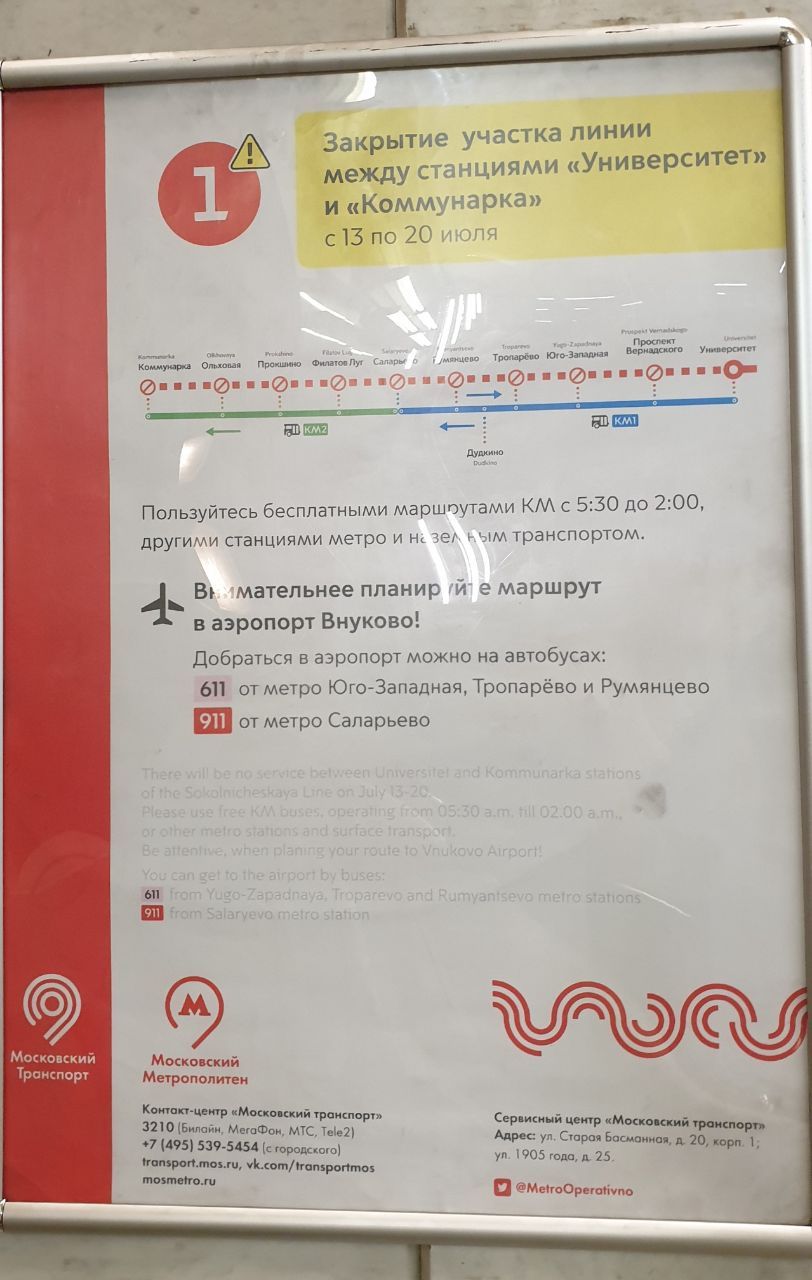 1
Закрытие участка линии
между станциями «Университет»
и «Коммунарка»
с 13 по 20 июля
Kommunarka Olkhovaya Prokshino Filatov Lug Salaryevo Rumyantsevo Troparevo Yugo-Zapadnaya Prospekt Vernadskogo Universitet
Коммунарка Ольховая Прокшино Филатов Луг Саларьево Румянцево Тропарёво Юго-Западная Проспект Вернадского Университет
КМ2 КМ1
Дудкино
Dudkino
Пользуйтесь бесплатными маршрутами КМ с 5:30 до 2:00,
другими станциями метро и наземным транспортом.
Внимательнее планируйте маршрут
в аэропорт Внуково!
Добраться в аэропорт можно на автобусах:
611 от метро Юго-Западная, Тропарёво и Румянцево
911 от метро Саларьево
There will be no service between Universitet and Kommunarka stations
of the Sokolnicheskaya Line on July 13-20.
Please use free KM buses, operating from 05:30 a.m. till 02.00 a.m.,
or other metro stations and surface transport.
Be attentive, when planing your route to Vnukovo Airport!
You can get to the airport by buses:
611 from Yugo-Zapadnaya, Troparevo and Rumyantsevo metro stations
911 from Salaryevo metro station
Московский
Транспорт
М
Московский
Метрополитен
Контакт-центр «Московский транспорт»
3210 (Билайн, МегаФон, МТС, Tele2)
+7 (495) 539-5454 (с городского)
transport.mos.ru, vk.com/transportmos
mosmetro.ru
Сервисный центр «Московский транспорт»
Адрес: ул. Старая Басманная, д. 20, корп. 1;
ул. 1905 года, д. 25.
@MetroOperativno